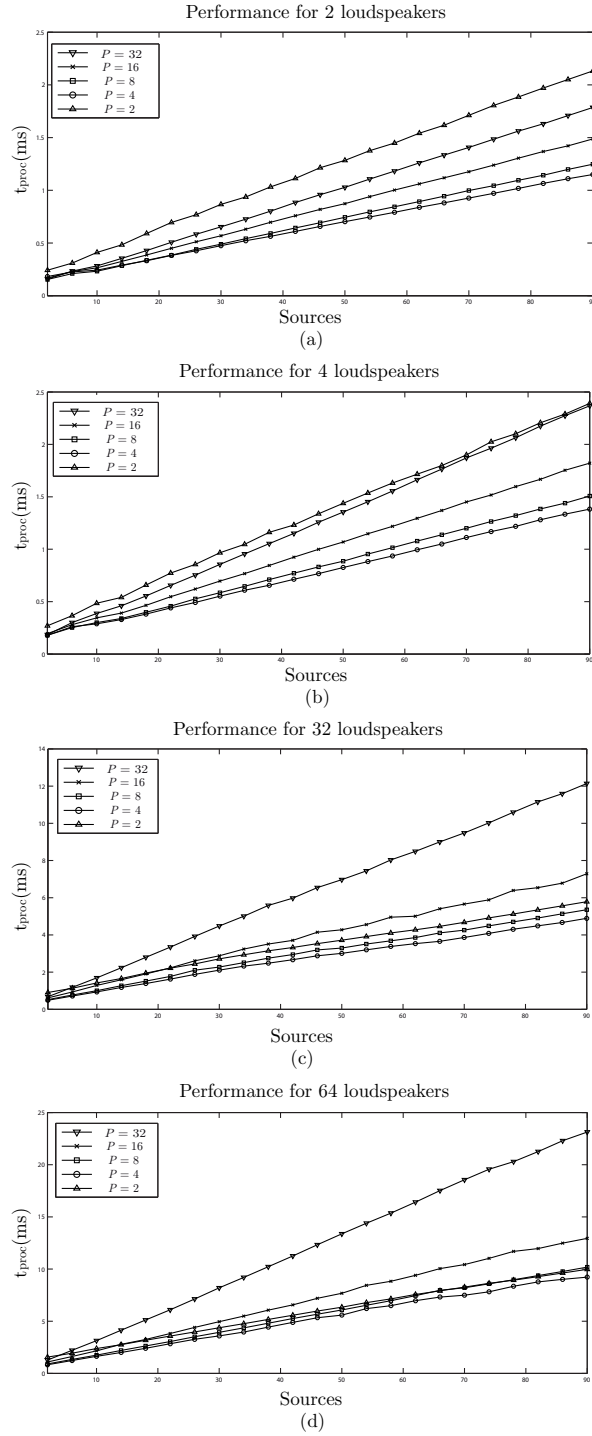 Performance for 2 loudspeakers
P = 32
P = 16
P = 8
P = 4
P = 2
2.5
2
1.5
1
0.5
0
t_proc(ms)
10 20 30 40 50 60 70 80 90
Sources
(a)
Performance for 4 loudspeakers
P = 32
P = 16
P = 8
P = 4
P = 2
2.5
2
1.5
1
0.5
0
t_proc(ms)
10 20 30 40 50 60 70 80 90
Sources
(b)
Performance for 32 loudspeakers
P = 32
P = 16
P = 8
P = 4
P = 2
14
12
10
8
6
4
2
0
t_proc(ms)
10 20 30 40 50 60 70 80 90
Sources
(c)
Performance for 64 loudspeakers
P = 32
P = 16
P = 8
P = 4
P = 2
25
20
15
10
5
0
t_proc(ms)
10 20 30 40 50 60 70 80 90
Sources
(d)